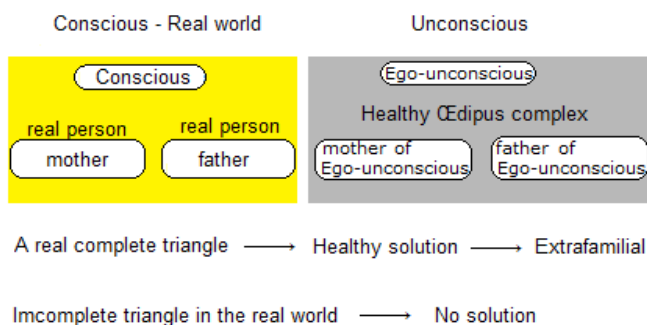 Conscious - Real world
Unconscious
Conscious
Ego-unconscious
Healthy Œdipus complex
real person
real person
mother
father
mother of
Ego-unconscious
father of
Ego-unconscious
A real complete triangle ⟶ Healthy solution ⟶ Extrafamilial
Imcomplete triangle in the real world ⟶ No solution